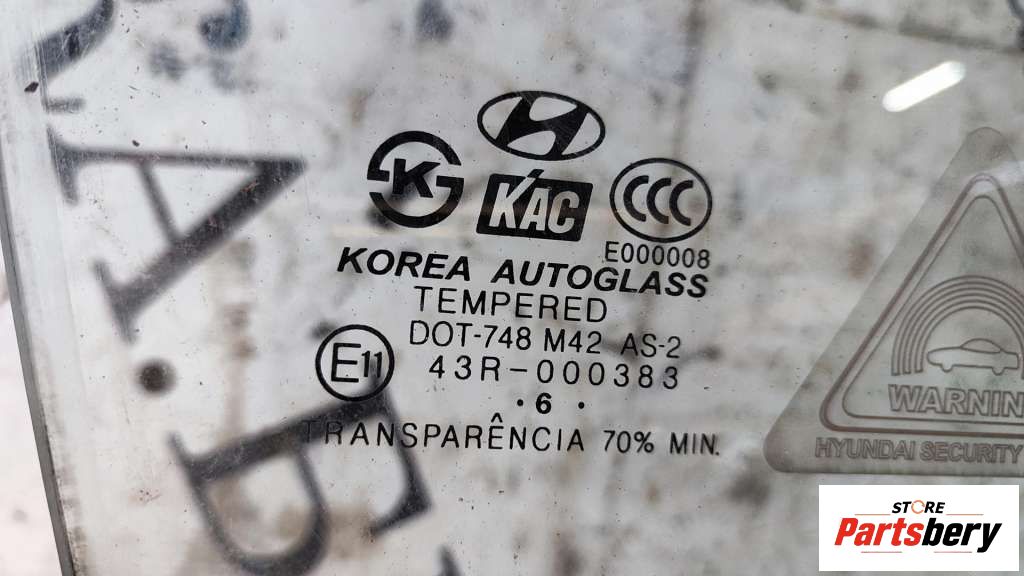 K
KAC
CCC
E000008
KOREA AUTOGLASS
TEMPERED
DOT-748 M42 AS-2
E11
43R-000383
·6·
TRANSPARÊNCIA 70% MIN.
HYUNDAI SECURITY
STORE
Partsbery